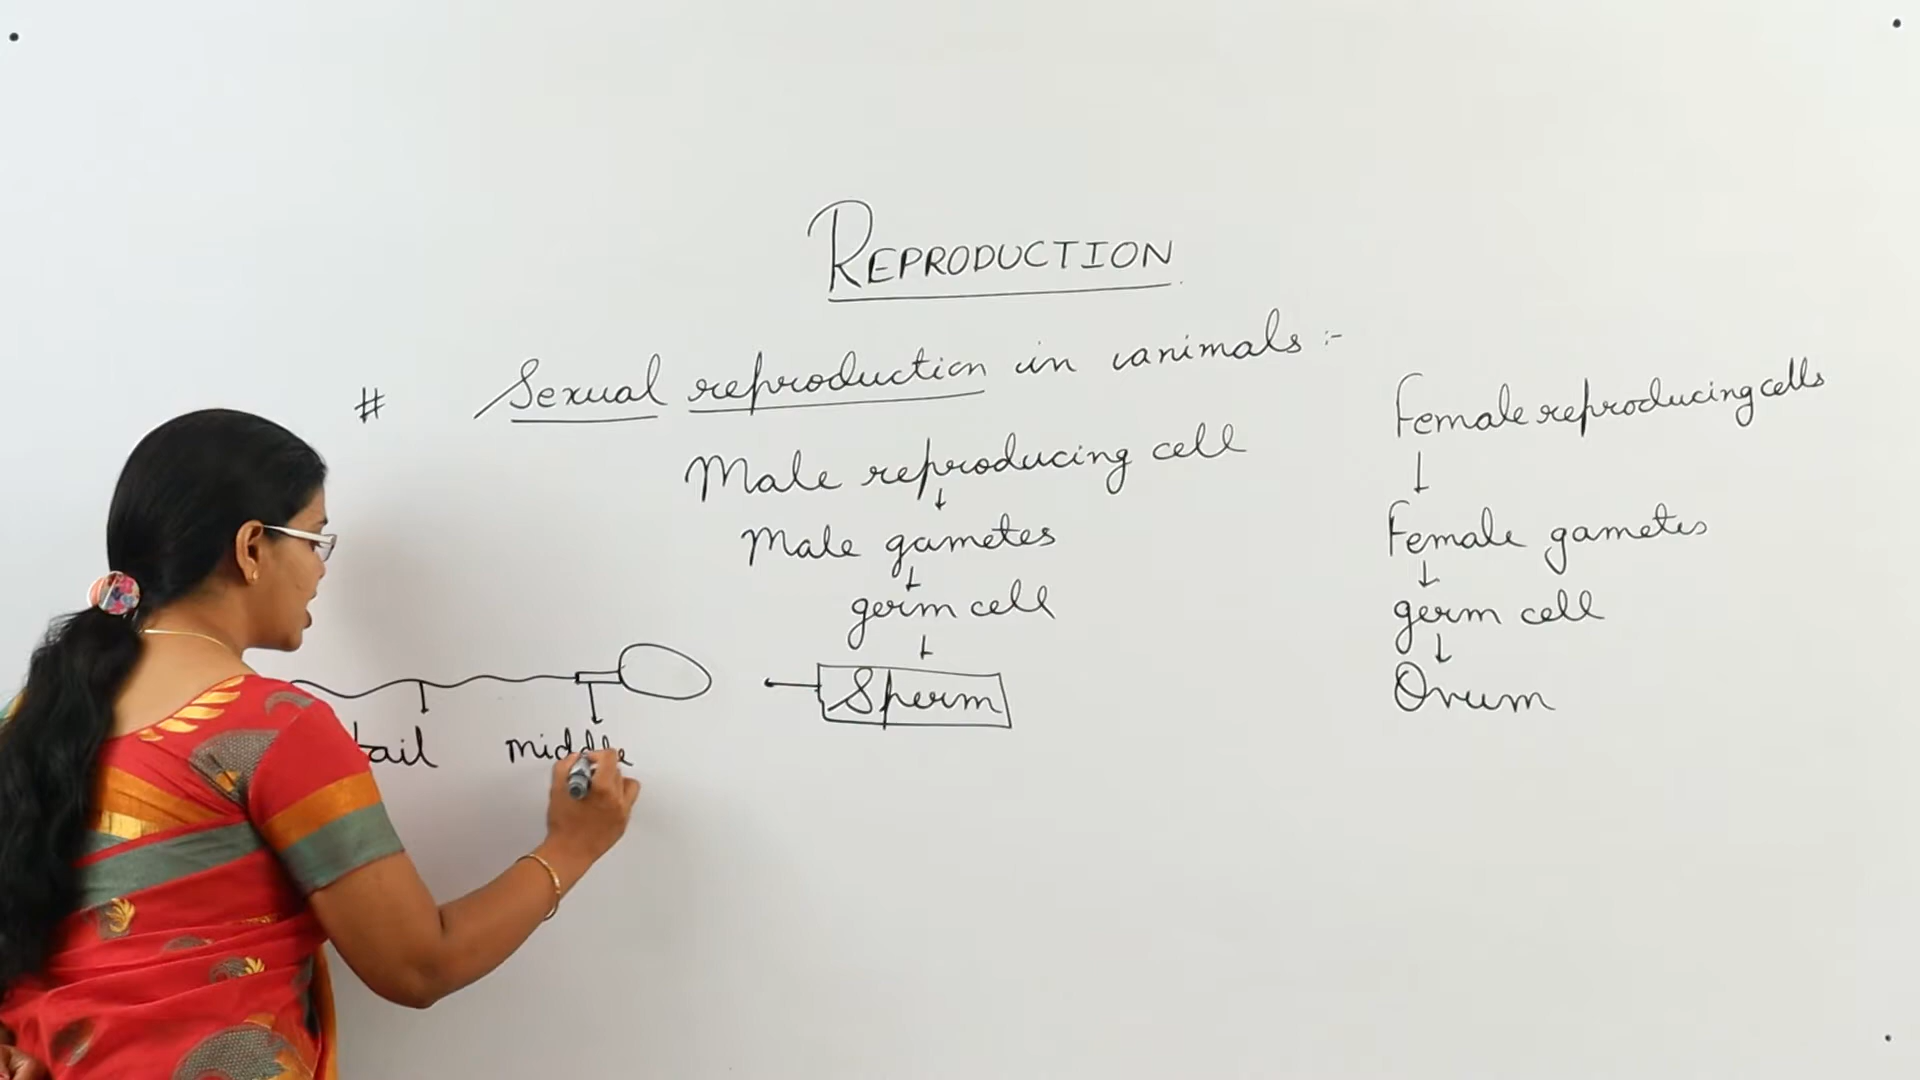 REPRODUCTION
# Sexual reproduction in animals :-
Male reproducing cell
Male gametes
germ cell
Sperm
tail
middle
Female reproducing cells
Female gametes
germ cell
Ovum